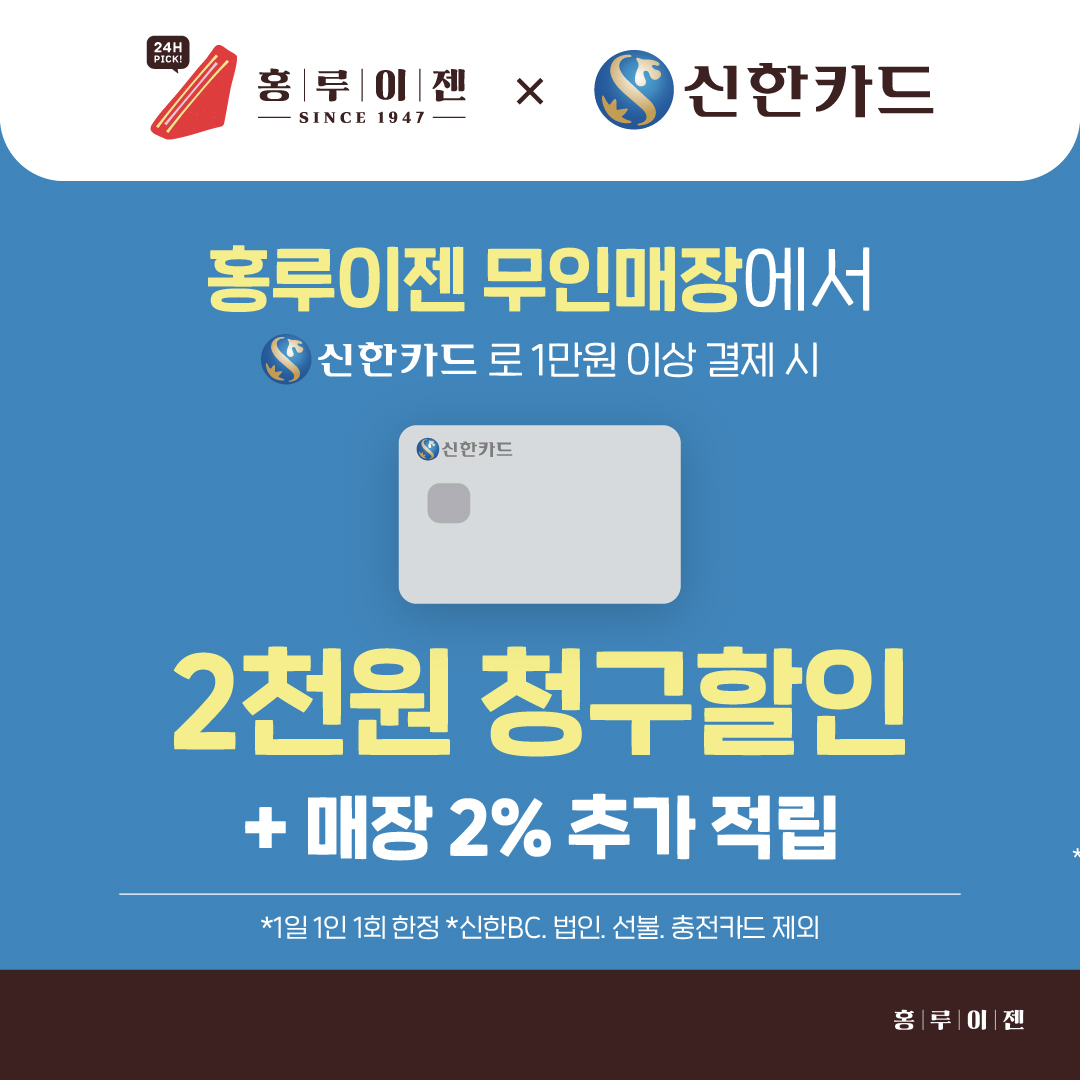 24H
PICK!
홍루이젠
SINCE 1947
×
신한카드
홍루이젠 무인매장에서
신한카드 로 1만원 이상 결제 시
신한카드
2천원 청구할인
+ 매장 2% 추가 적립
*
*1일 1인 1회 한정 *신한BC. 법인. 선불. 충전카드 제외
홍루이젠